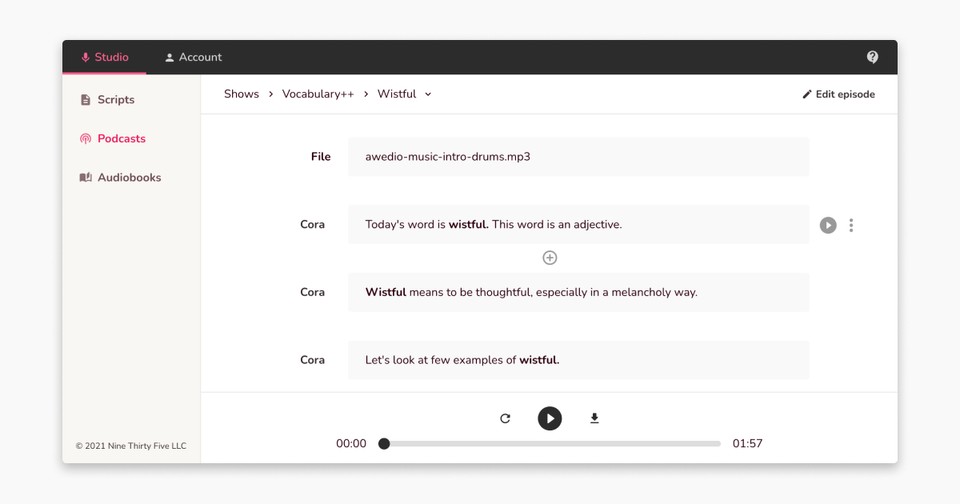 Studio
Account
Scripts
Podcasts
Audiobooks
Shows > Vocabulary++ > Wistful
Edit episode
File
awedio-music-intro-drums.mp3
Cora
Today's word is wistful. This word is an adjective.
Cora
Wistful means to be thoughtful, especially in a melancholy way.
Cora
Let's look at few examples of wistful.
00:00
01:57
© 2021 Nine Thirty Five LLC